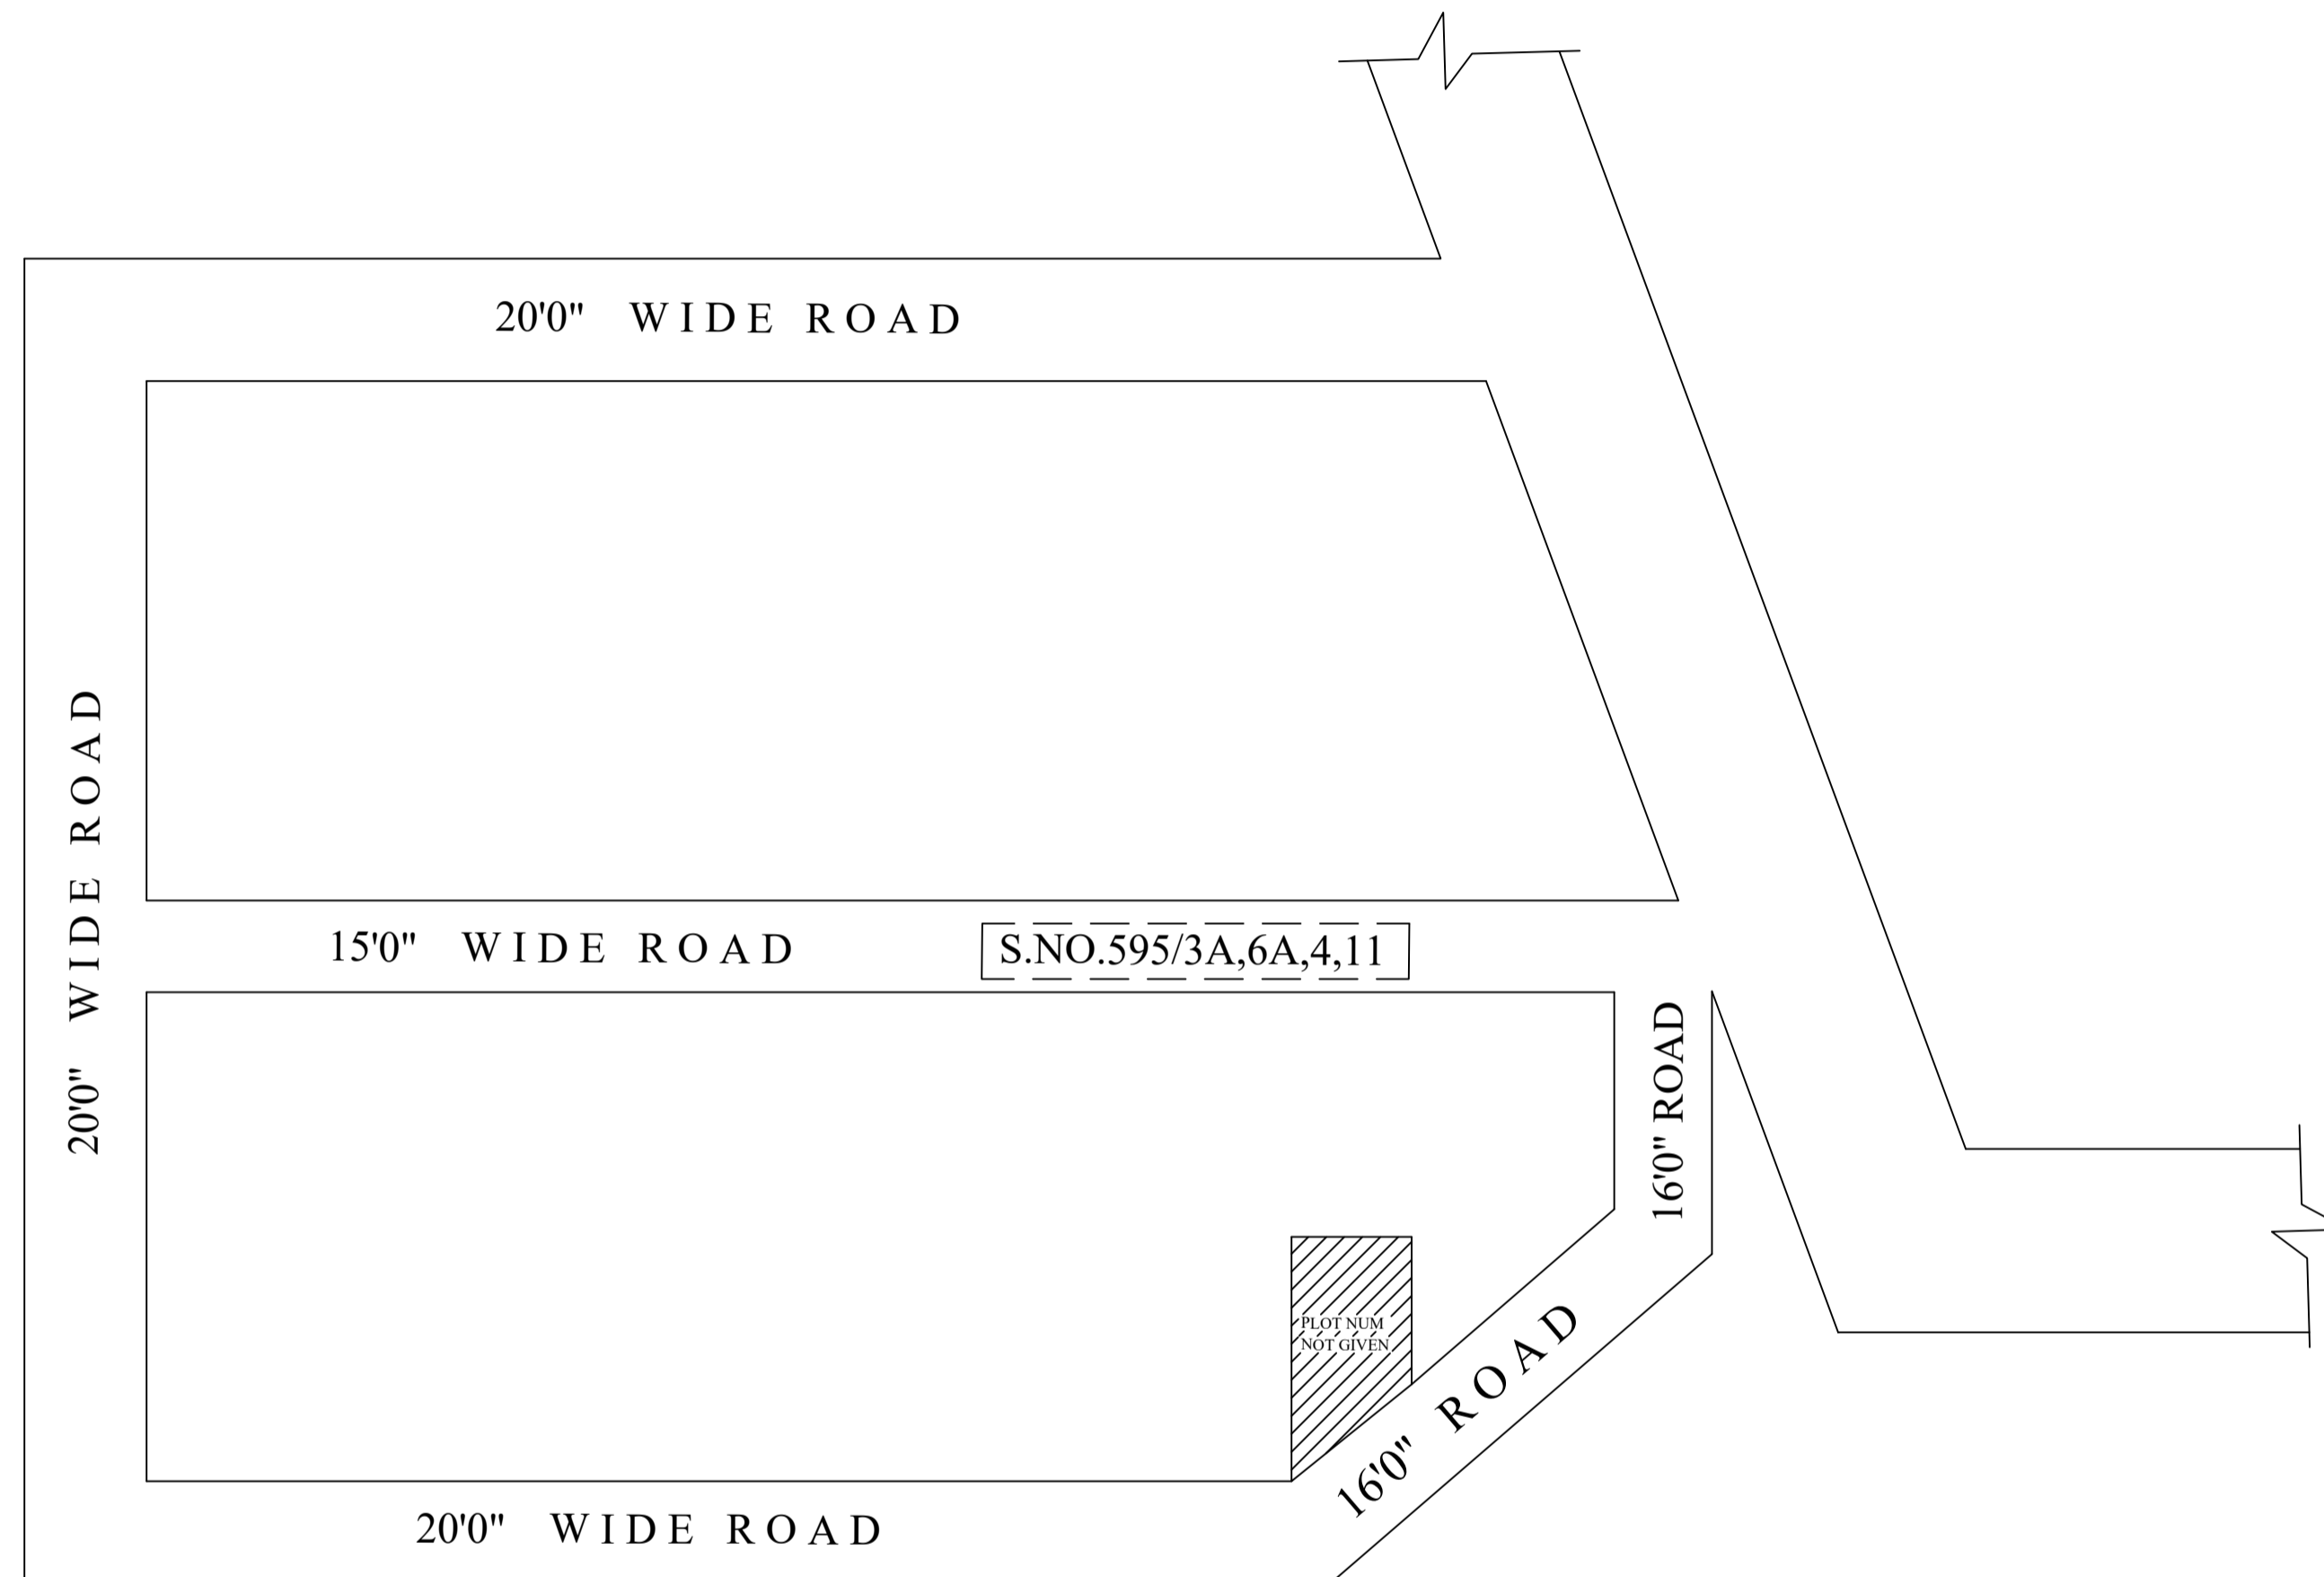 20'0" WIDE ROAD
20'0" WIDE ROAD
15'0" WIDE ROAD
S.NO.595/3A,6A,4,11
16'0" ROAD
PLOT NUM
NOT GIVEN
16'0" ROAD
20'0" WIDE ROAD